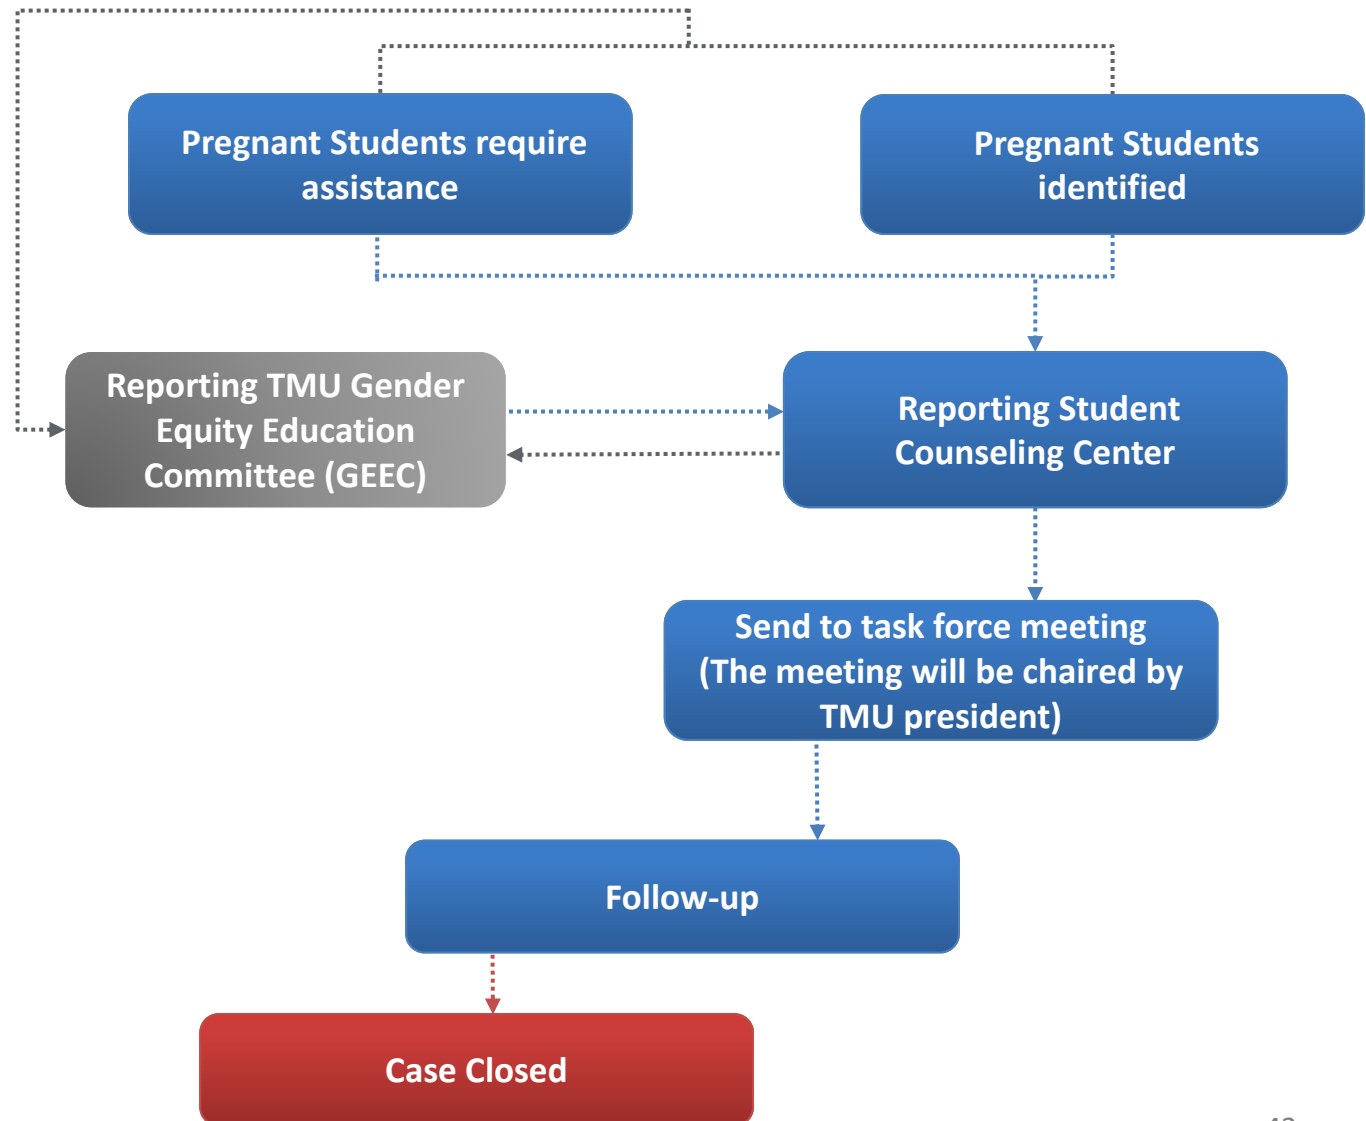 Pregnant Students require
assistance
Pregnant Students
identified
Reporting TMU Gender
Equity Education
Committee (GEEC)
Reporting Student
Counseling Center
Send to task force meeting
(The meeting will be chaired by
TMU president)
Follow-up
Case Closed